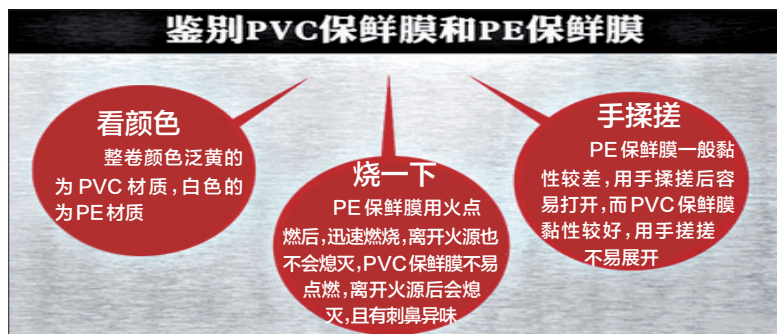 鉴别PVC保鲜膜和PE保鲜膜
看颜色
整卷颜色泛黄的
为PVC材质,白色的
为PE材质
烧一下
PE保鲜膜用火点
燃后,迅速燃烧,离开火源也
不会熄灭,PVC保鲜膜不易
点燃,离开火源后会熄
灭,且有刺鼻异味
手揉搓
PE保鲜膜一般黏
性较差,用手揉搓后容
易打开,而PVC保鲜膜
黏性较好,用手搓搓
不易展开